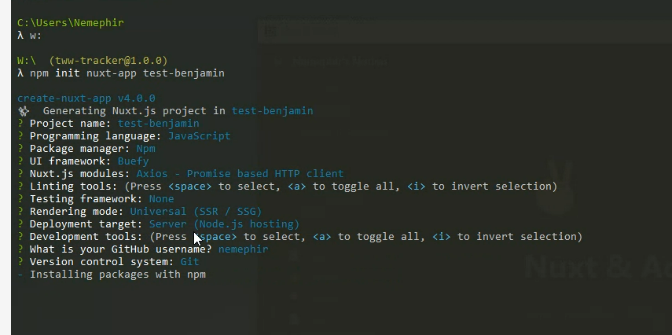 C:\Users\Nemephir
λ w:
W:\ (tww-tracker@1.0.0)
λ npm init nuxt-app test-benjamin
create-nuxt-app v4.0.0
✨ Generating Nuxt.js project in test-benjamin
? Project name: test-benjamin
? Programming language: JavaScript
? Package manager: Npm
? UI framework: Buefy
? Nuxt.js modules: Axios - Promise based HTTP client
? Linting tools: (Press <space> to select, <a> to toggle all, <i> to invert selection)
? Testing framework: None
? Rendering mode: Universal (SSR / SSG)
? Deployment target: Server (Node.js hosting)
? Development tools: (Press <space> to select, <a> to toggle all, <i> to invert selection)
? What is your GitHub username? nemephir
? Version control system: Git
- Installing packages with npm
Nuxt &